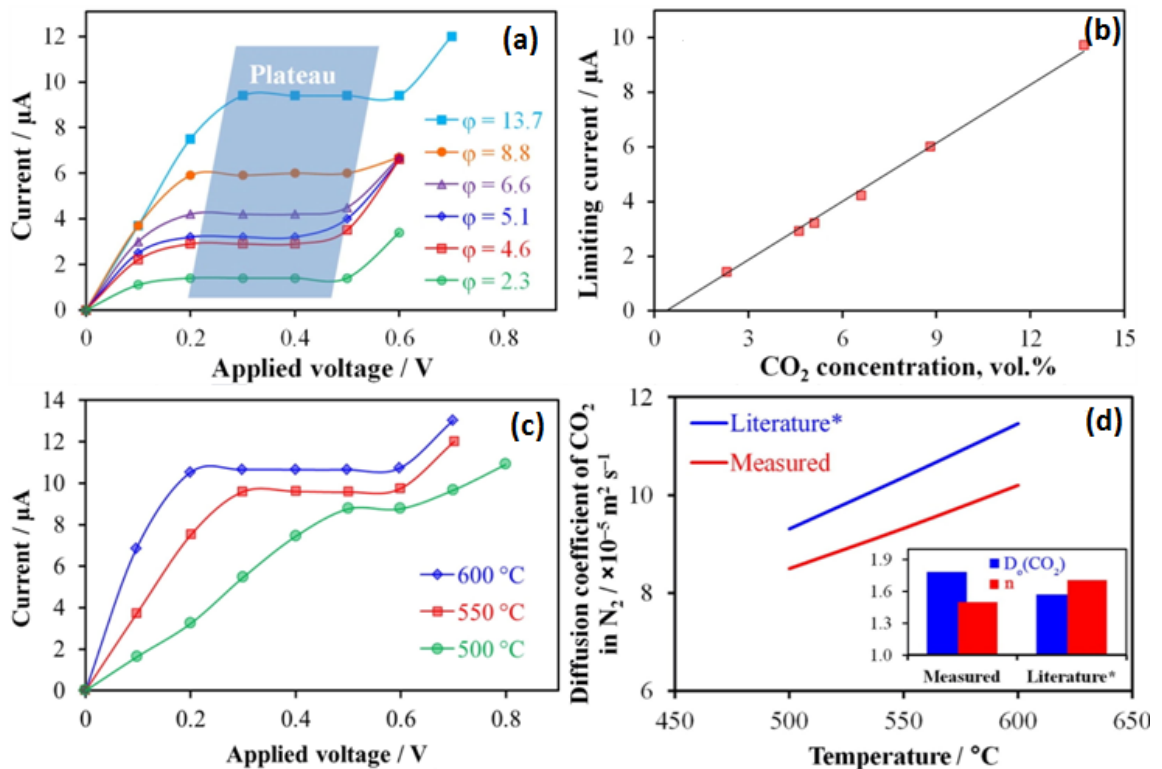 (a)
12
10
8
6
4
2
0
Current / µA
Plateau
φ = 13.7
φ = 8.8
φ = 6.6
φ = 5.1
φ = 4.6
φ = 2.3
0 0.2 0.4 0.6 0.8
Applied voltage / V
(b)
10
8
6
4
2
0
Limiting current / µA
0 3 6 9 12 15
CO₂ concentration, vol.%
(c)
14
12
10
8
6
4
2
0
Current / µA
600 °C
550 °C
500 °C
0 0.2 0.4 0.6 0.8
Applied voltage / V
(d)
12
10
8
6
Diffusion coefficient of CO₂
in N₂ / ×10⁻⁵ m² s⁻¹
Literature*
Measured
1.9
1.6
1.3
1.0
Dₒ(CO₂)
n
Measured Literature*
450 500 550 600 650
Temperature / °C